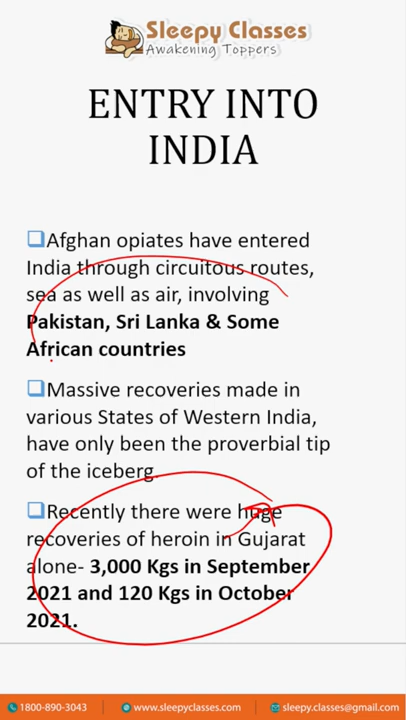 Sleepy Classes
Awakening Toppers
ENTRY INTO
INDIA
Afghan opiates have entered
India through circuitous routes,
sea as well as air, involving
Pakistan, Sri Lanka & Some
African countries
Massive recoveries made in
various States of Western India,
have only been the proverbial tip
of the iceberg.
Recently there were huge
recoveries of heroin in Gujarat
alone- 3,000 Kgs in September
2021 and 120 Kgs in October
2021.
1800-890-3043 | www.sleepyclasses.com | sleepy.classes@gmail.com